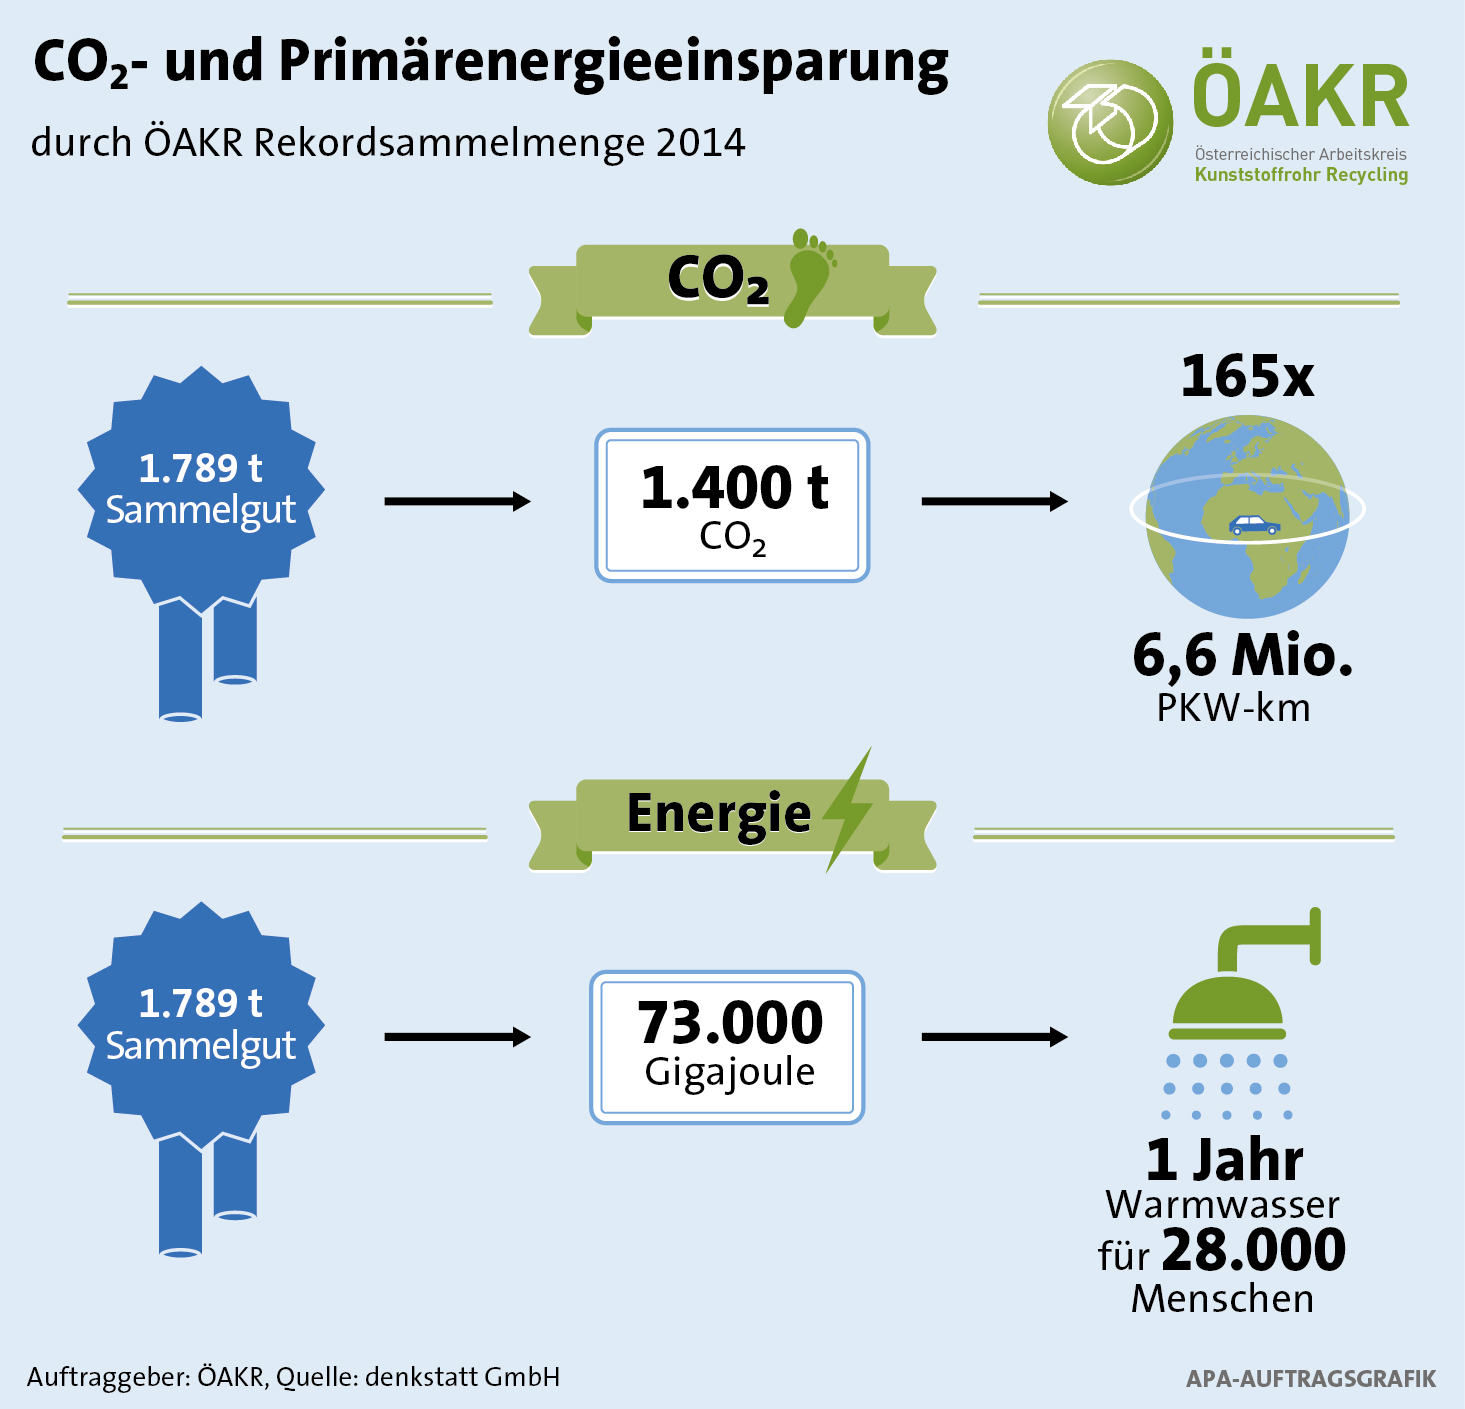 CO₂- und Primärenergieeinsparung
durch ÖAKR Rekordsammelmenge 2014
ÖAKR
Österreichischer Arbeitskreis
Kunststoffrohr Recycling
CO₂
1.789 t
Sammelgut
1.400 t
CO₂
165x
6,6 Mio.
PKW-km
Energie
1.789 t
Sammelgut
73.000
Gigajoule
1 Jahr
Warmwasser
für 28.000
Menschen
Auftraggeber: ÖAKR, Quelle: denkstatt GmbH
APA-AUFTRAGSGRAFIK